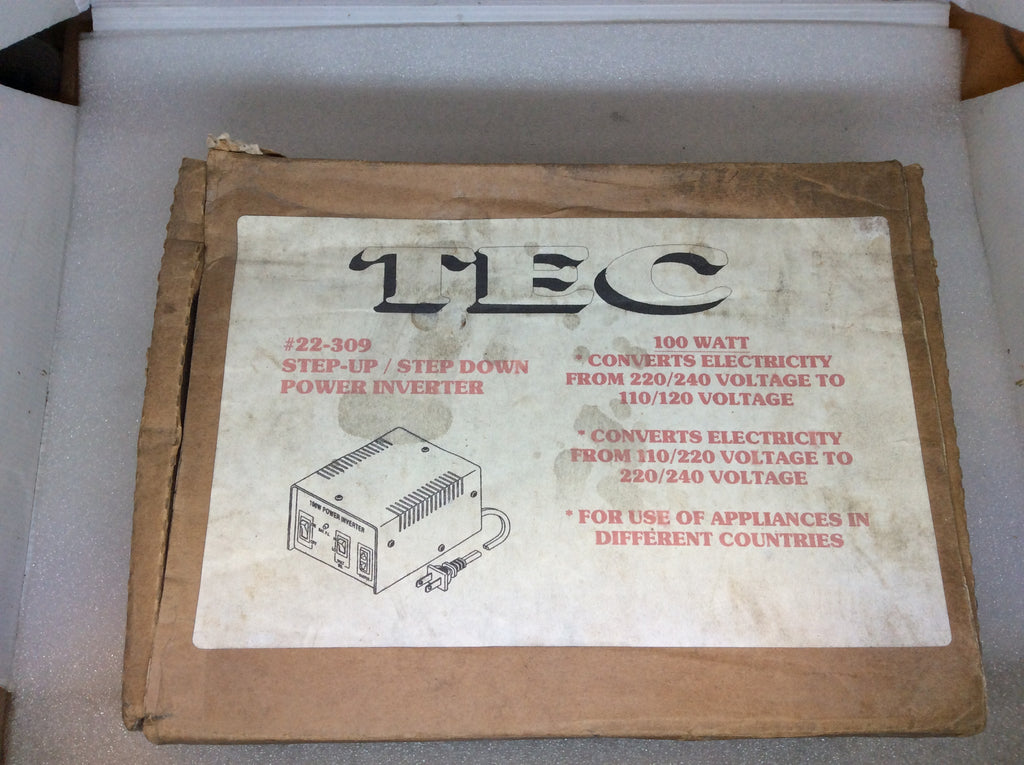 TEC
#22-309
STEP-UP / STEP DOWN
POWER INVERTER
100 WATT
* CONVERTS ELECTRICITY
FROM 220/240 VOLTAGE TO
110/120 VOLTAGE
* CONVERTS ELECTRICITY
FROM 110/220 VOLTAGE TO
220/240 VOLTAGE
* FOR USE OF APPLIANCES IN
DIFFERENT COUNTRIES
100W POWER INVERTER